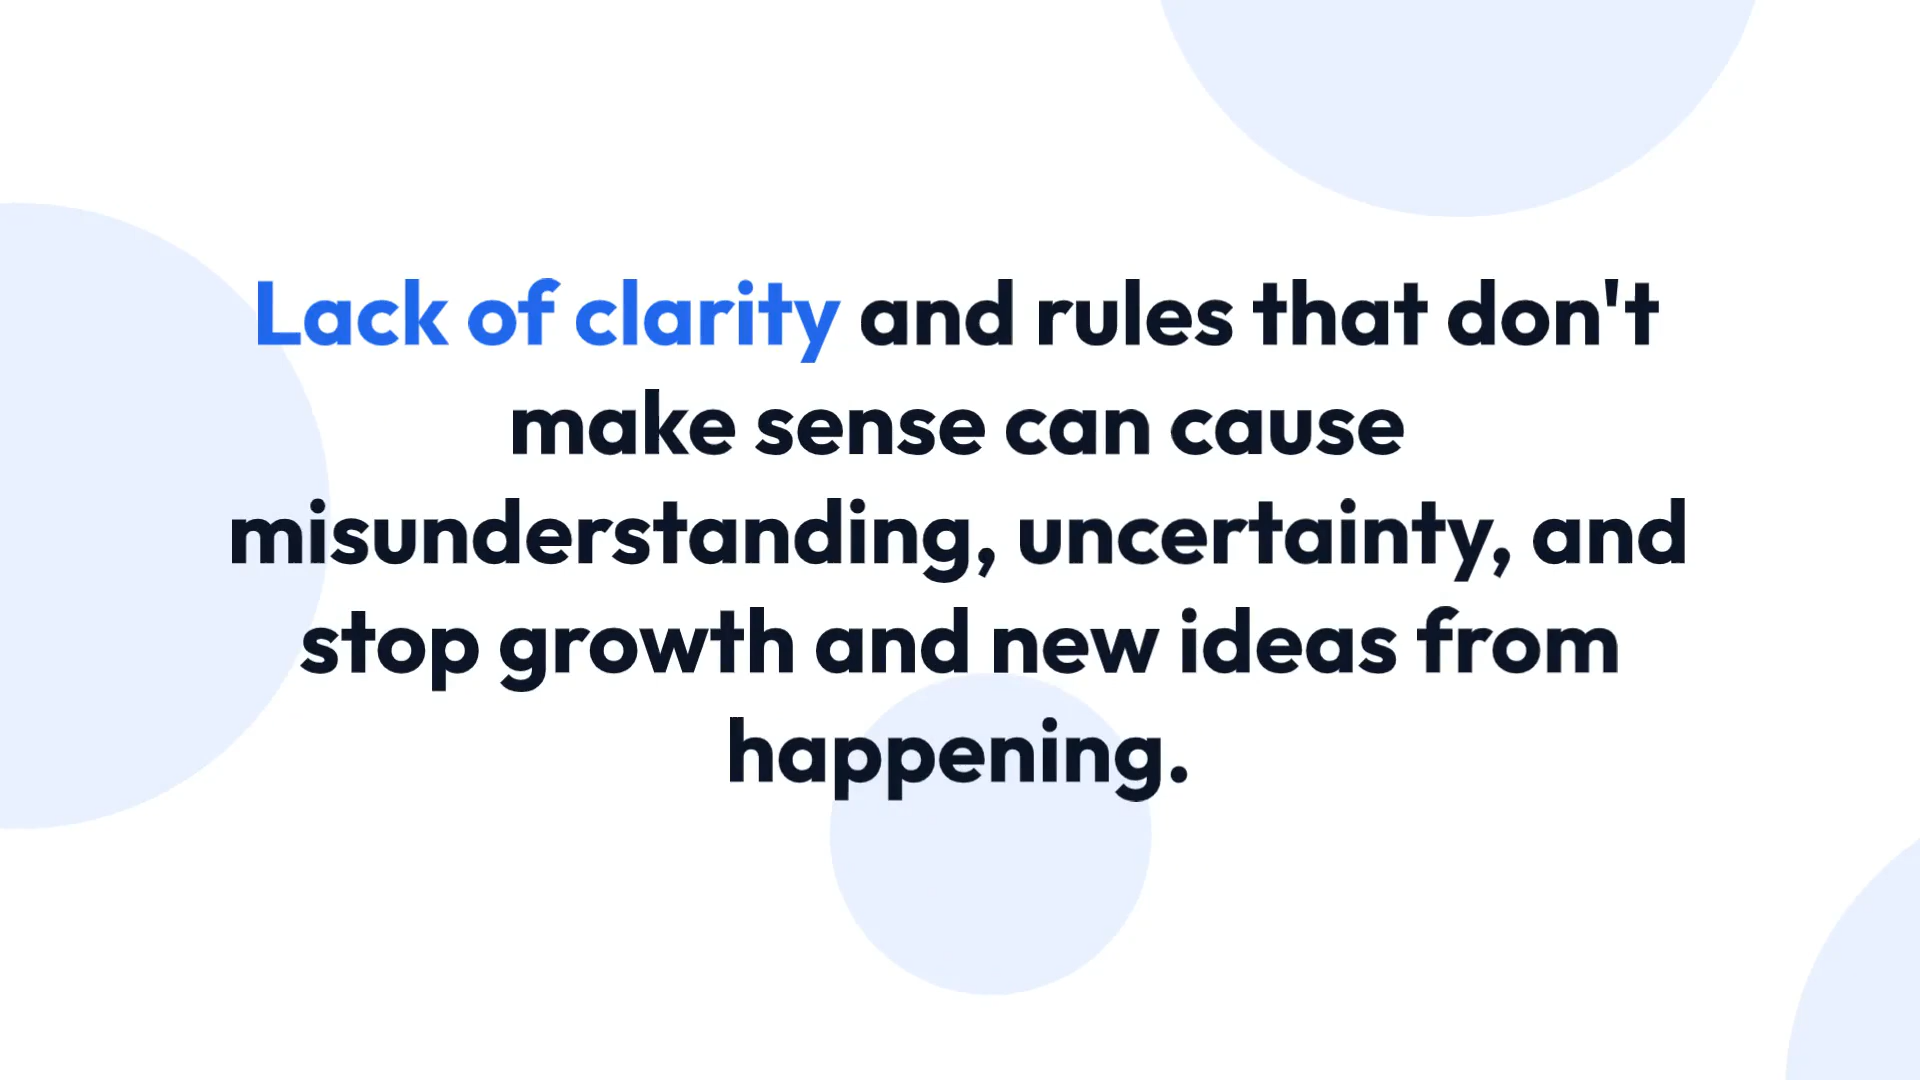 Lack of clarity and rules that don't
make sense can cause
misunderstanding, uncertainty, and
stop growth and new ideas from
happening.